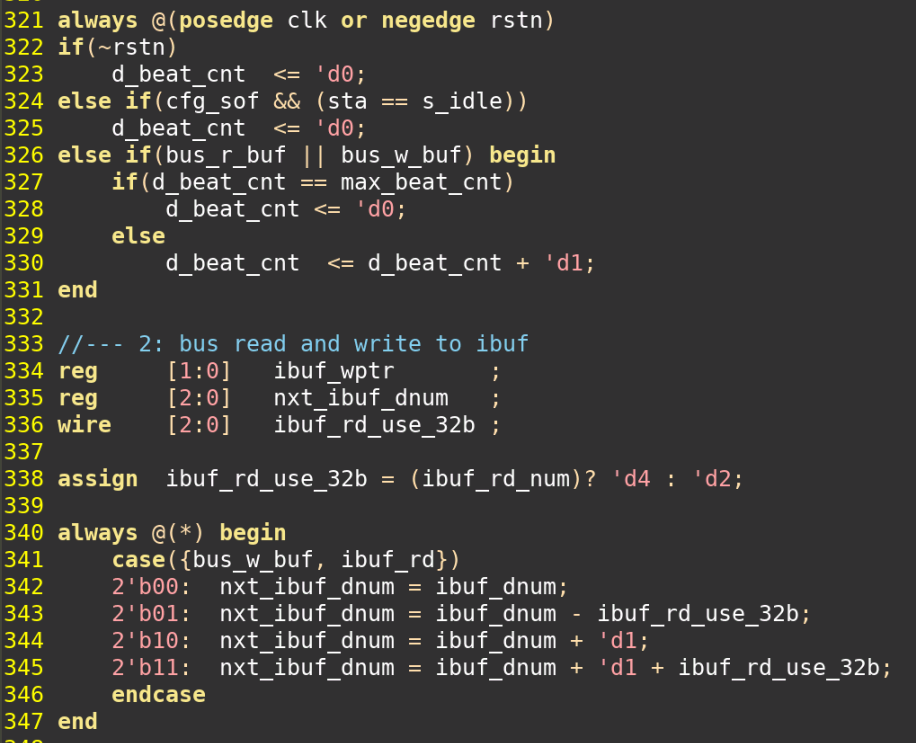 321 always @(posedge clk or negedge rstn)
322 if(~rstn)
323     d_beat_cnt  <= 'd0;
324 else if(cfg_sof && (sta == s_idle))
325     d_beat_cnt  <= 'd0;
326 else if(bus_r_buf || bus_w_buf) begin
327     if(d_beat_cnt == max_beat_cnt)
328         d_beat_cnt <= 'd0;
329     else
330         d_beat_cnt  <= d_beat_cnt + 'd1;
331 end
332
333 //--- 2: bus read and write to ibuf
334 reg     [1:0]   ibuf_wptr       ;
335 reg     [2:0]   nxt_ibuf_dnum   ;
336 wire    [2:0]   ibuf_rd_use_32b ;
337
338 assign  ibuf_rd_use_32b = (ibuf_rd_num)? 'd4 : 'd2;
339
340 always @(*) begin
341     case({bus_w_buf, ibuf_rd})
342     2'b00:  nxt_ibuf_dnum = ibuf_dnum;
343     2'b01:  nxt_ibuf_dnum = ibuf_dnum - ibuf_rd_use_32b;
344     2'b10:  nxt_ibuf_dnum = ibuf_dnum + 'd1;
345     2'b11:  nxt_ibuf_dnum = ibuf_dnum + 'd1 + ibuf_rd_use_32b;
346     endcase
347 end